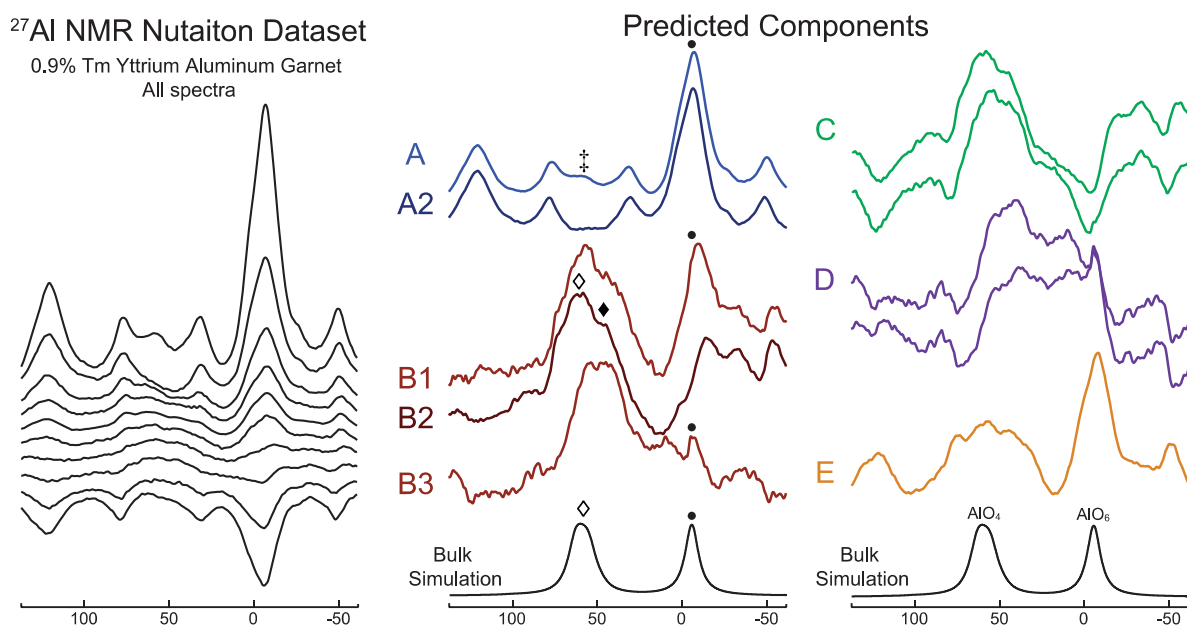 ²⁷Al NMR Nutaiton Dataset
0.9% Tm Yttrium Aluminum Garnet
All spectra
Predicted Components
A
‡
A2
B1
B2
B3
Bulk
Simulation
C
D
E
AlO₄
AlO₆
Bulk
Simulation
100 50 0 -50
100 50 0 -50
100 50 0 -50